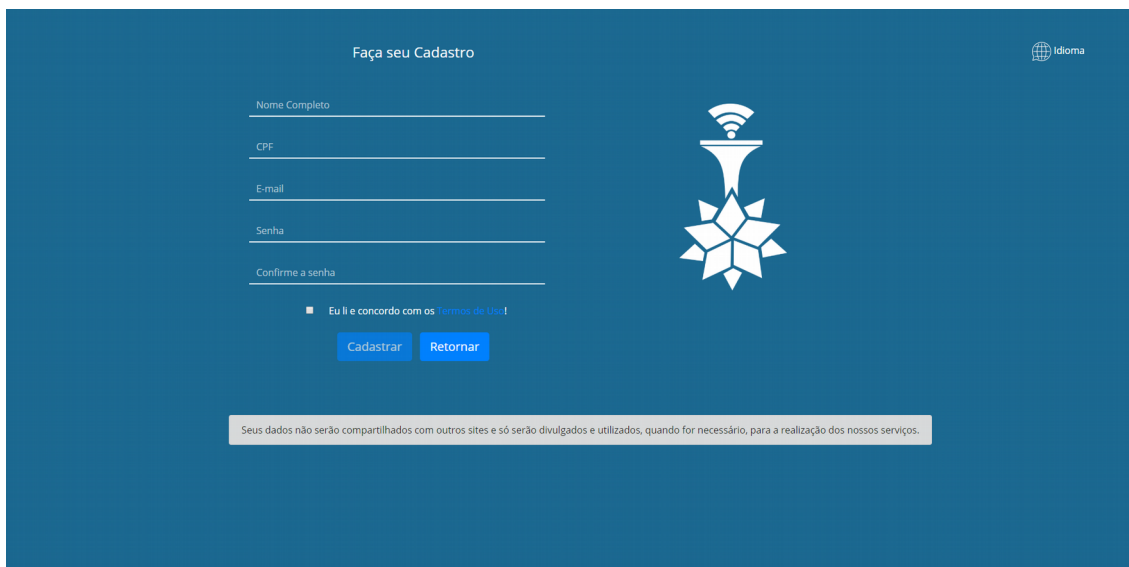 Faça seu Cadastro
Idioma
Nome Completo
CPF
E-mail
Senha
Confirme a senha
Eu li e concordo com os Termos de Uso!
Cadastrar
Retornar
Seus dados não serão compartilhados com outros sites e só serão divulgados e utilizados, quando for necessário, para a realização dos nossos serviços.